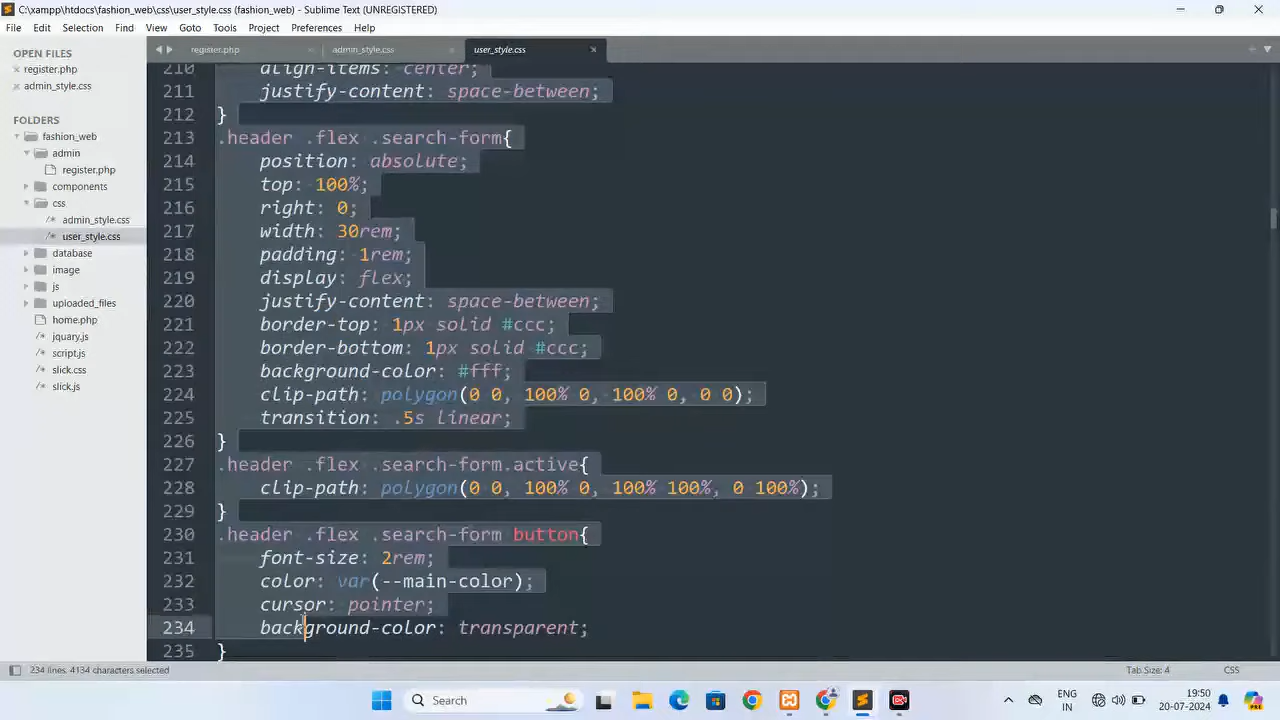 C:\xampp\htdocs\fashion_web\css\user_style.css (fashion_web) - Sublime Text (UNREGISTERED)
File Edit Selection Find View Goto Tools Project Preferences Help
OPEN FILES
register.php
admin_style.css
FOLDERS
fashion_web
admin
register.php
components
css
admin_style.css
user_style.css
database
image
js
uploaded_files
home.php
jquary.js
script.js
slick.css
slick.js
register.php admin_style.css user_style.css
210 align-items: center;
211 justify-content: space-between;
212 }
213 .header .flex .search-form{
214 position: absolute;
215 top: 100%;
216 right: 0;
217 width: 30rem;
218 padding: 1rem;
219 display: flex;
220 justify-content: space-between;
221 border-top: 1px solid #ccc;
222 border-bottom: 1px solid #ccc;
223 background-color: #fff;
224 clip-path: polygon(0 0, 100% 0, 100% 0, 0 0);
225 transition: .5s linear;
226 }
227 .header .flex .search-form.active{
228 clip-path: polygon(0 0, 100% 0, 100% 100%, 0 100%);
229 }
230 .header .flex .search-form button{
231 font-size: 2rem;
232 color: var(--main-color);
233 cursor: pointer;
234 background-color: transparent;
235 }
234 lines, 4134 characters selected
Tab Size: 4 CSS
Search
ENG
IN
19:50
20-07-2024